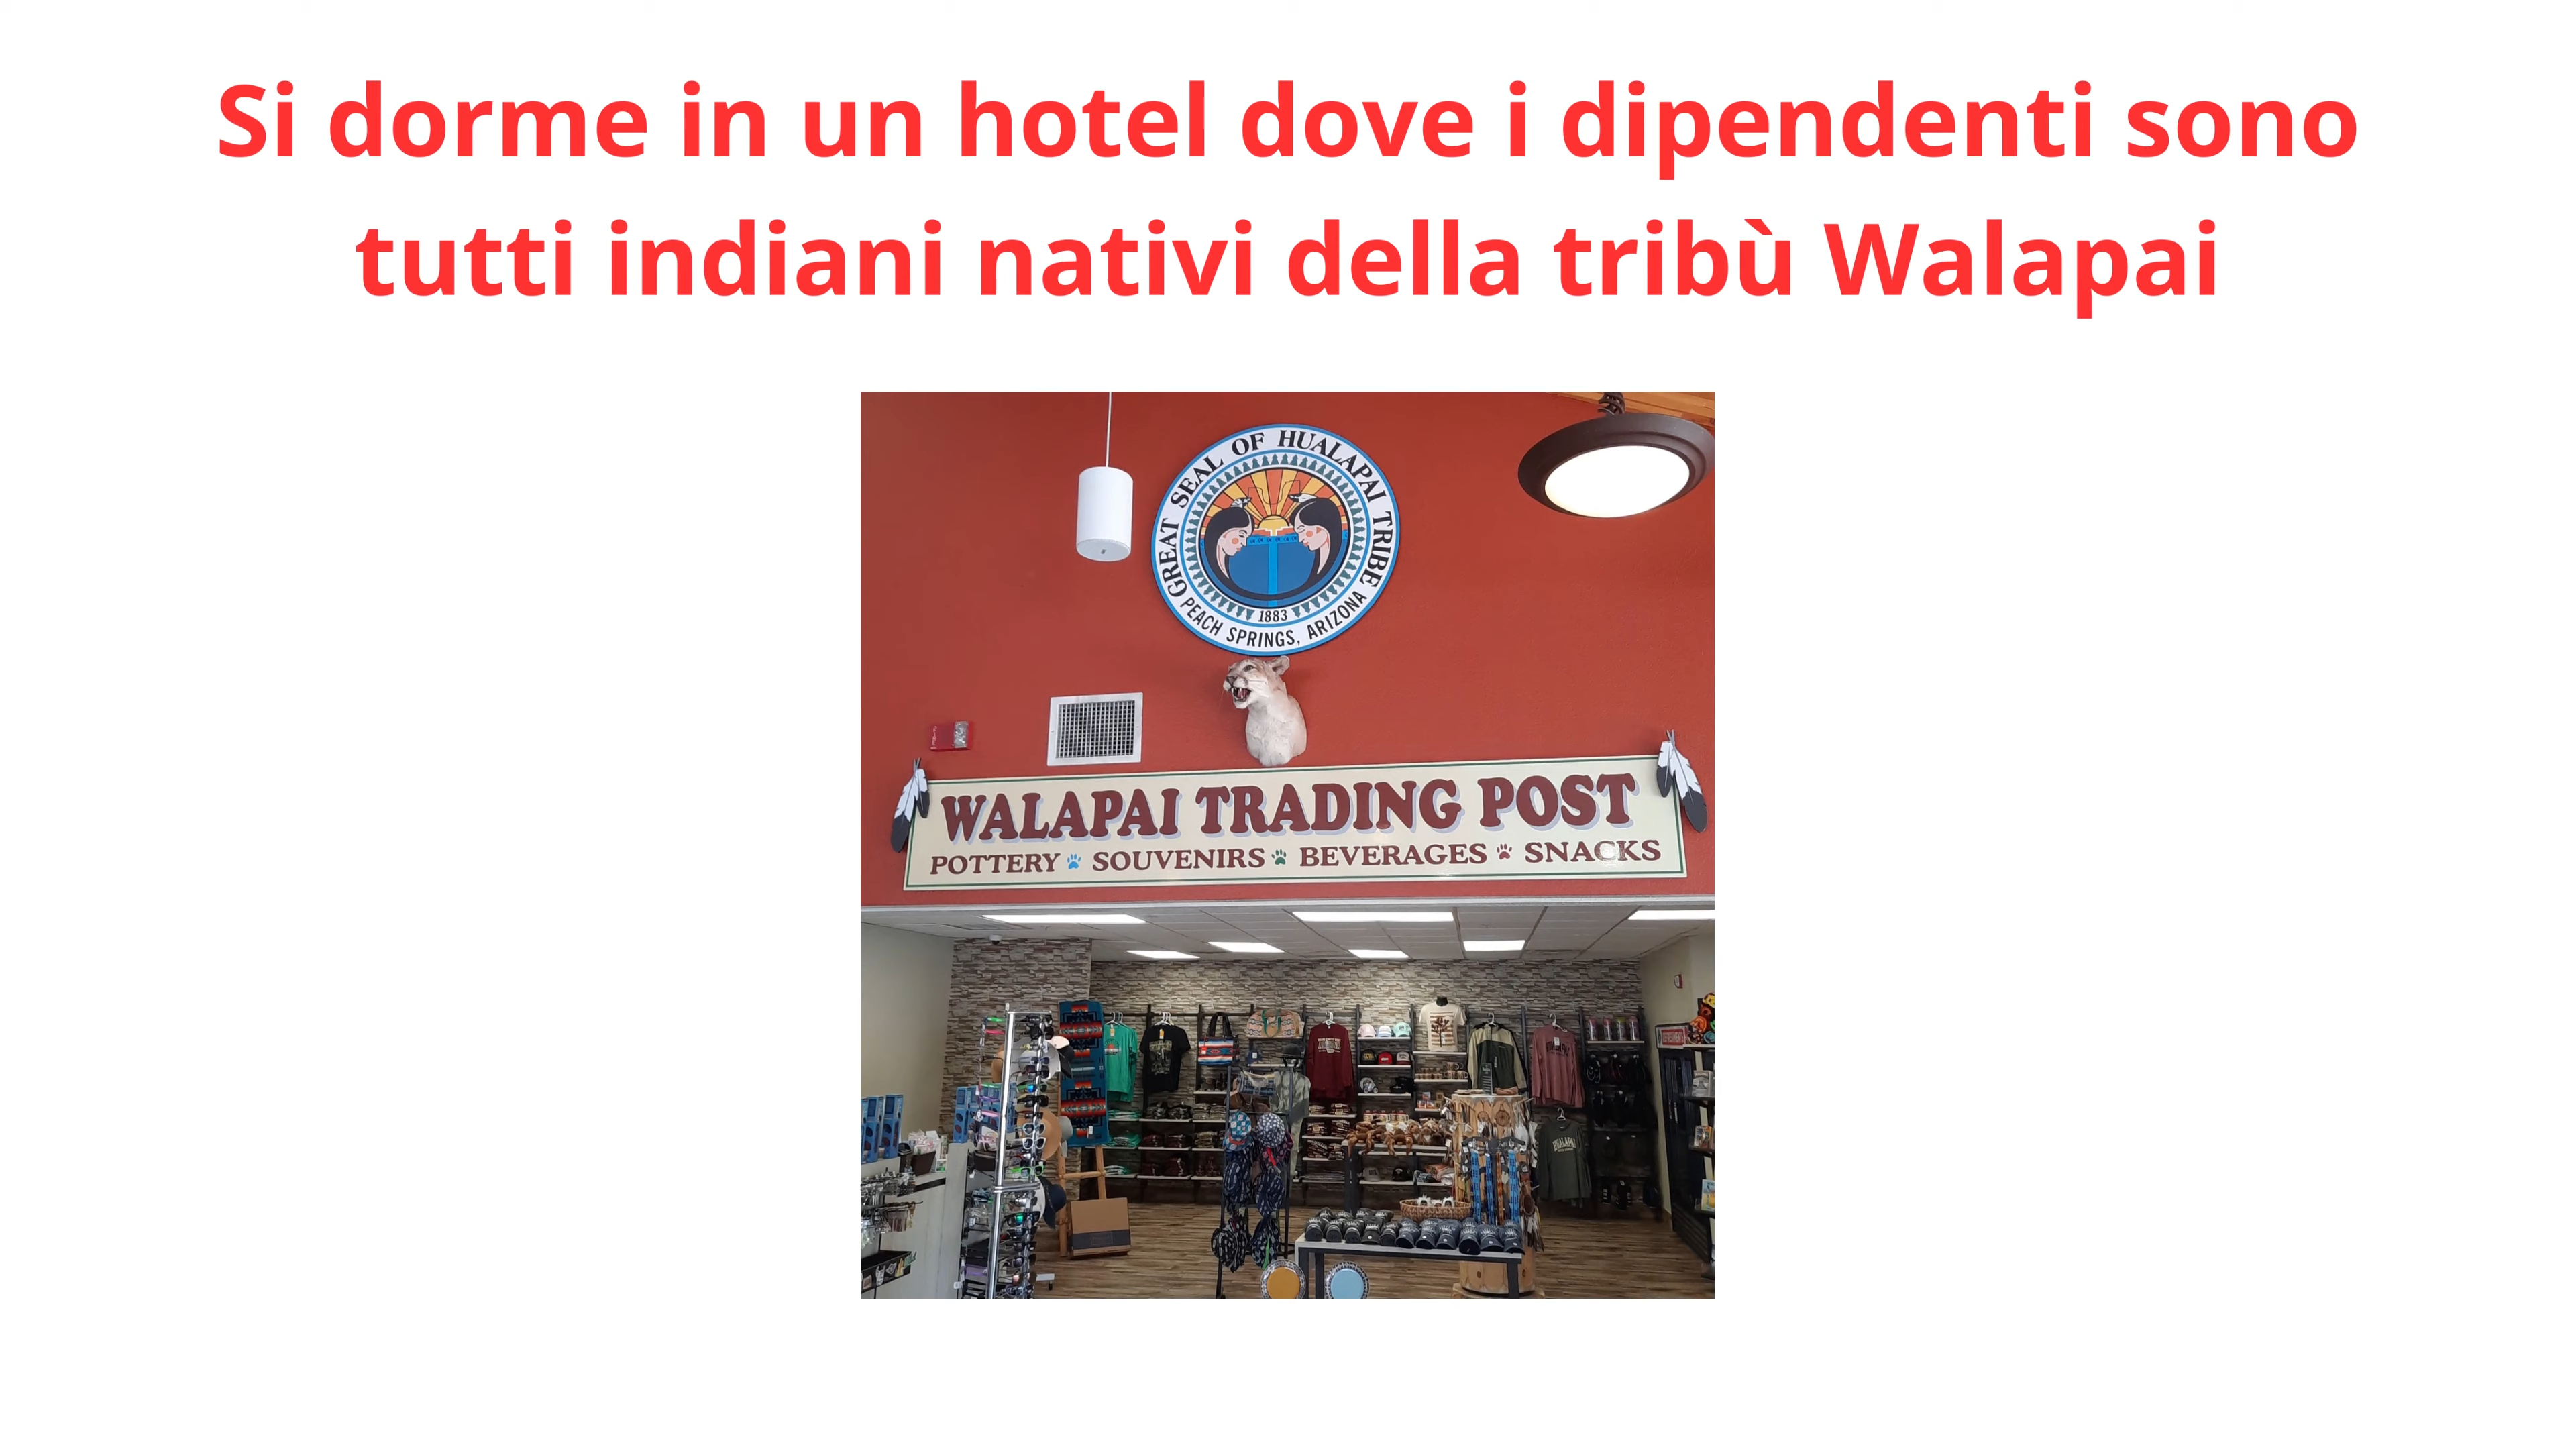 Si dorme in un hotel dove i dipendenti sono
tutti indiani nativi della tribù Walapai
GREAT SEAL OF HUALAPAI TRIBE
1883
PEACH SPRINGS, ARIZONA
WALAPAI TRADING POST
POTTERY SOUVENIRS BEVERAGES SNACKS
HUALAPAI